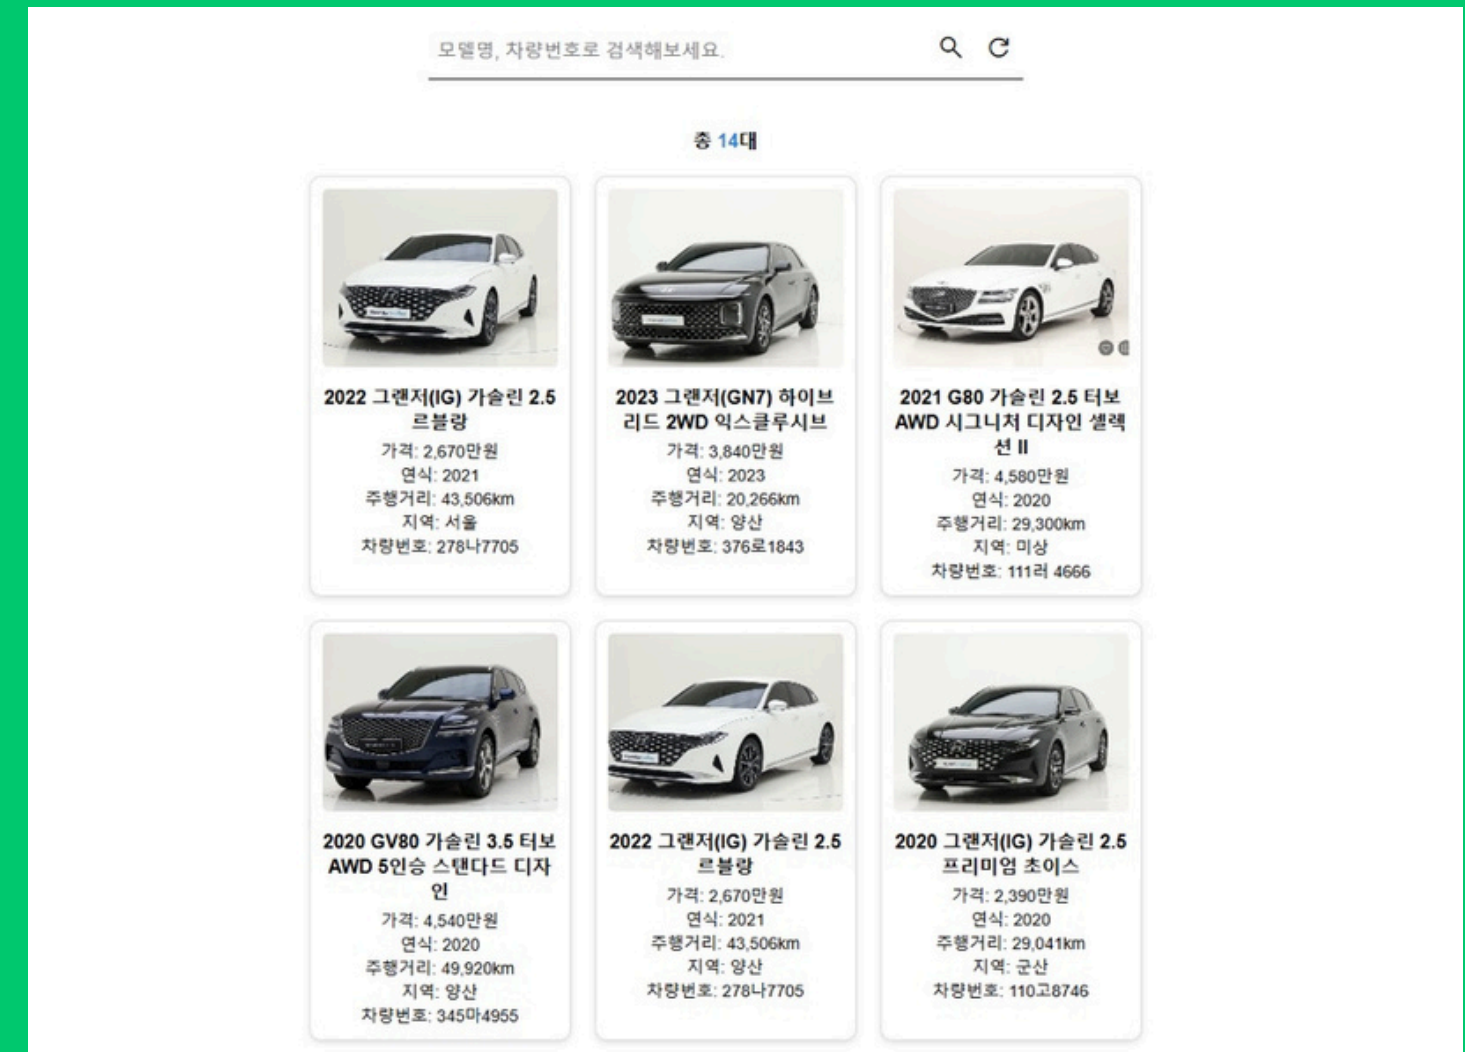 모델명, 차량번호로 검색해보세요.
총 14대
2022 그랜저(IG) 가솔린 2.5
르블랑
가격: 2,670만원
연식: 2021
주행거리: 43,506km
지역: 서울
차량번호: 278나7705
2023 그랜저(GN7) 하이브
리드 2WD 익스클루시브
가격: 3,840만원
연식: 2023
주행거리: 20,266km
지역: 양산
차량번호: 376로1843
2021 G80 가솔린 2.5 터보
AWD 시그니처 디자인 셀렉
션 II
가격: 4,580만원
연식: 2020
주행거리: 29,300km
지역: 미상
차량번호: 111러 4666
2020 GV80 가솔린 3.5 터보
AWD 5인승 스탠다드 디자
인
가격: 4,540만원
연식: 2020
주행거리: 49,920km
지역: 양산
차량번호: 345마4955
2022 그랜저(IG) 가솔린 2.5
르블랑
가격: 2,670만원
연식: 2021
주행거리: 43,506km
지역: 양산
차량번호: 278나7705
2020 그랜저(IG) 가솔린 2.5
프리미엄 초이스
가격: 2,390만원
연식: 2020
주행거리: 29,041km
지역: 군산
차량번호: 110고8746